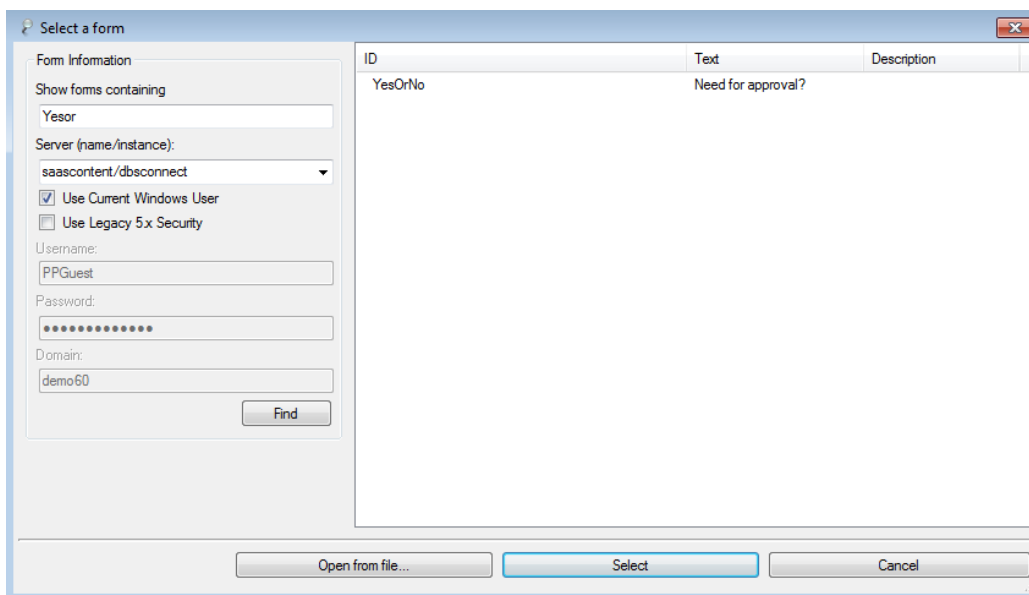 Select a form
Form Information
Show forms containing
Yesor
Server (name/instance):
saascontent/dbsconnect
Use Current Windows User
Use Legacy 5.x Security
Username:
PPGuest
Password:
Domain:
demo60
Find
ID Text Description
YesOrNo Need for approval?
Open from file... Select Cancel